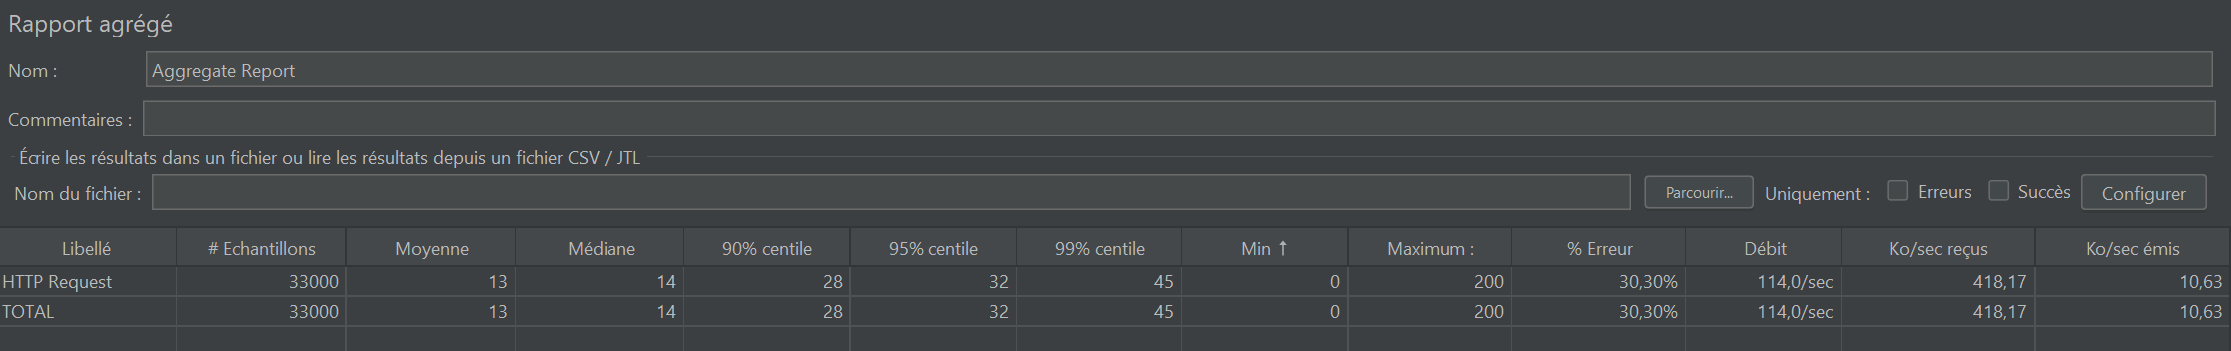 Rapport agrégé
Nom : Aggregate Report
Commentaires :
Écrire les résultats dans un fichier ou lire les résultats depuis un fichier CSV / JTL
Nom du fichier : Parcourir... Uniquement : Erreurs Succès Configurer
Libellé # Echantillons Moyenne Médiane 90% centile 95% centile 99% centile Min ↑ Maximum : % Erreur Débit Ko/sec reçus Ko/sec émis
HTTP Request 33000 13 14 28 32 45 0 200 30,30% 114,0/sec 418,17 10,63
TOTAL 33000 13 14 28 32 45 0 200 30,30% 114,0/sec 418,17 10,63